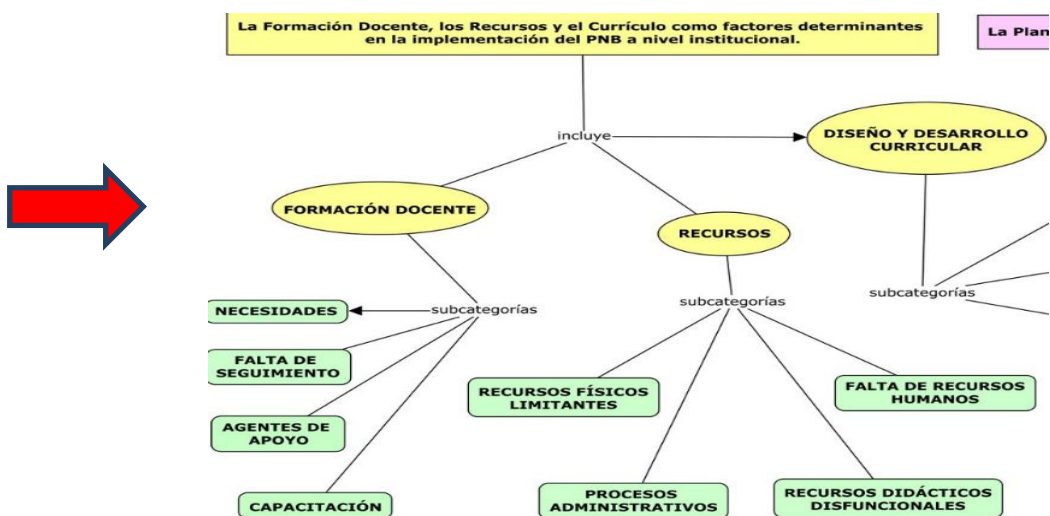 La Formación Docente, los Recursos y el Currículo como factores determinantes
en la implementación del PNB a nivel institucional.
La Plan
incluye
DISEÑO Y DESARROLLO
CURRICULAR
FORMACIÓN DOCENTE
RECURSOS
subcategorías
subcategorías
subcategorías
NECESIDADES
FALTA DE
SEGUIMIENTO
AGENTES DE
APOYO
CAPACITACIÓN
RECURSOS FÍSICOS
LIMITANTES
PROCESOS
ADMINISTRATIVOS
RECURSOS DIDÁCTICOS
DISFUNCIONALES
FALTA DE RECURSOS
HUMANOS